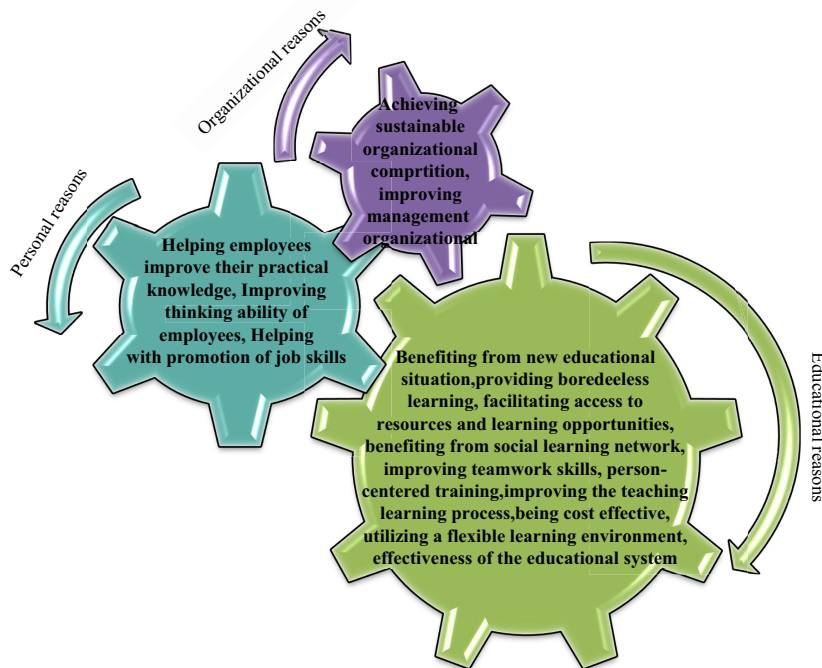 Organizational reasons
Achieving
sustainable
organizational
comprtition,
improving
management
organizational
Personal reasons
Helping employees
improve their practical
knowledge, Improving
thinking ability of
employees, Helping
with promotion of job skills
Benefiting from new educational
situation,providing boredeeless
learning, facilitating access to
resources and learning opportunities,
benefiting from social learning network,
improving teamwork skills, person-
centered training,improving the teaching
learning process,being cost effective,
utilizing a flexible learning environment,
effectiveness of the educational system
Educational reasons